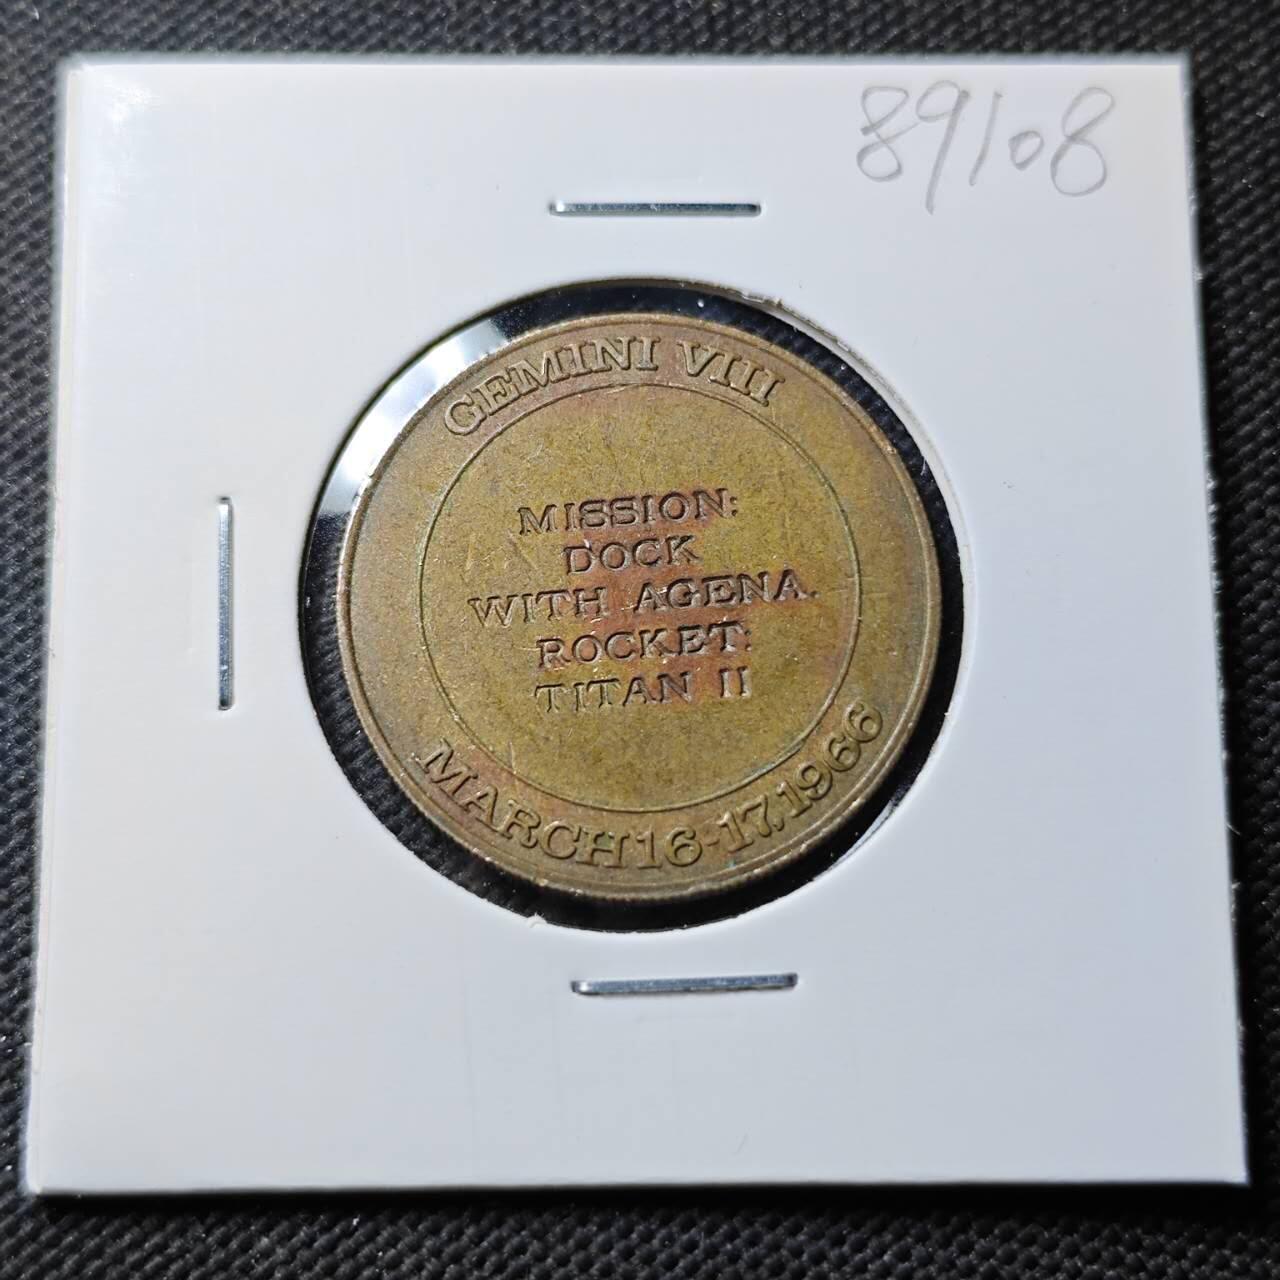 89108
GEMINI VIII
MISSION:
DOCK
WITH AGENA.
ROCKET:
TITAN II
MARCH 16-17, 1966